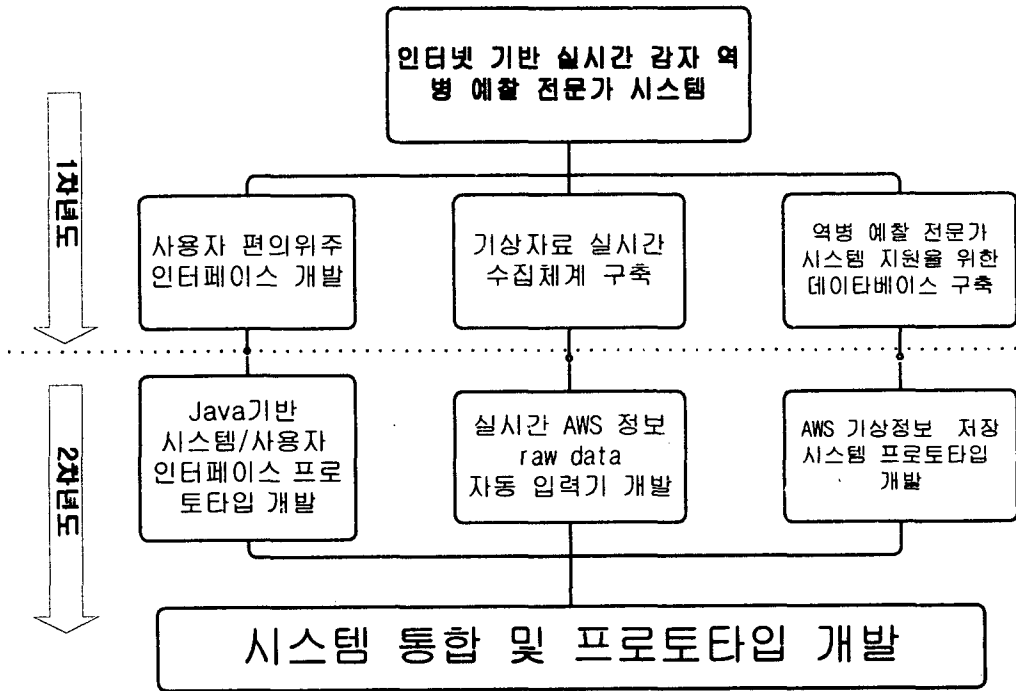 인터넷 기반 실시간 감자 역
병 예찰 전문가 시스템
1차년도
사용자 편의위주
인터페이스 개발
기상자료 실시간
수집체계 구축
역병 예찰 전문가
시스템 지원을 위한
데이타베이스 구축
2차년도
Java기반
시스템/사용자
인터페이스 프로
토타입 개발
실시간 AWS 정보
raw data
자동 입력기 개발
AWS 기상정보 저장
시스템 프로토타입
개발
시스템 통합 및 프로토타입 개발